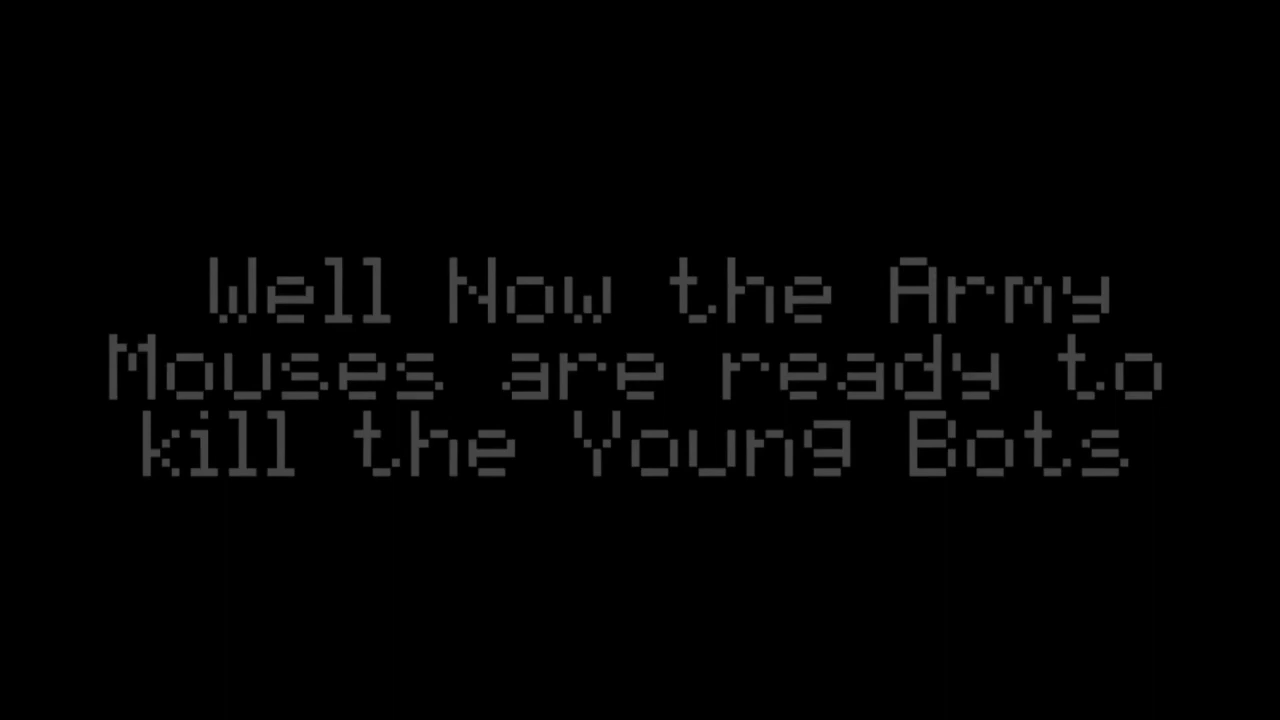 Well Now the Army
Mouses are ready to
kill the Young Bots